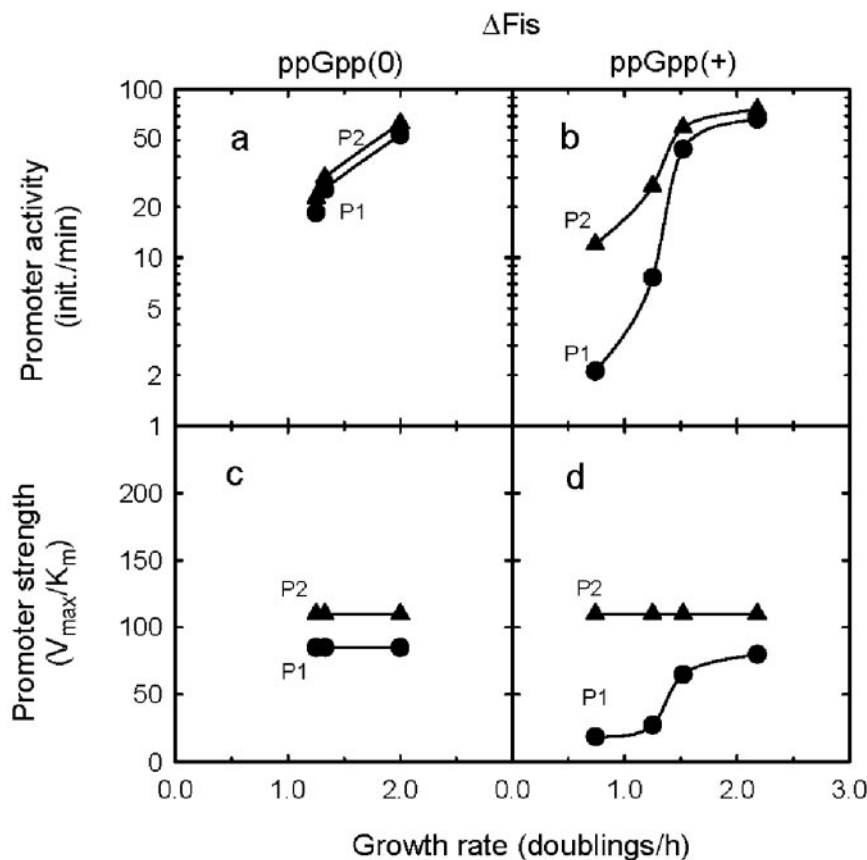 ΔFis
ppGpp(0) ppGpp(+)
Promoter activity
(init./min)
100
50
20
10
5
2
1
a
P2
P1
b
P2
P1
Promoter strength
(Vmax/Km)
200
150
100
50
0
c
P2
P1
d
P2
P1
0.0 1.0 2.0 0.0 1.0 2.0 3.0
Growth rate (doublings/h)